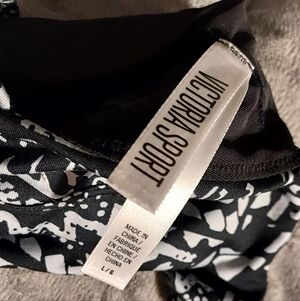 VICTORIA SPORT
MADE IN
CHINA /
FABRIQUÉ
EN CHINE /
HECHO EN
CHINA
L / G